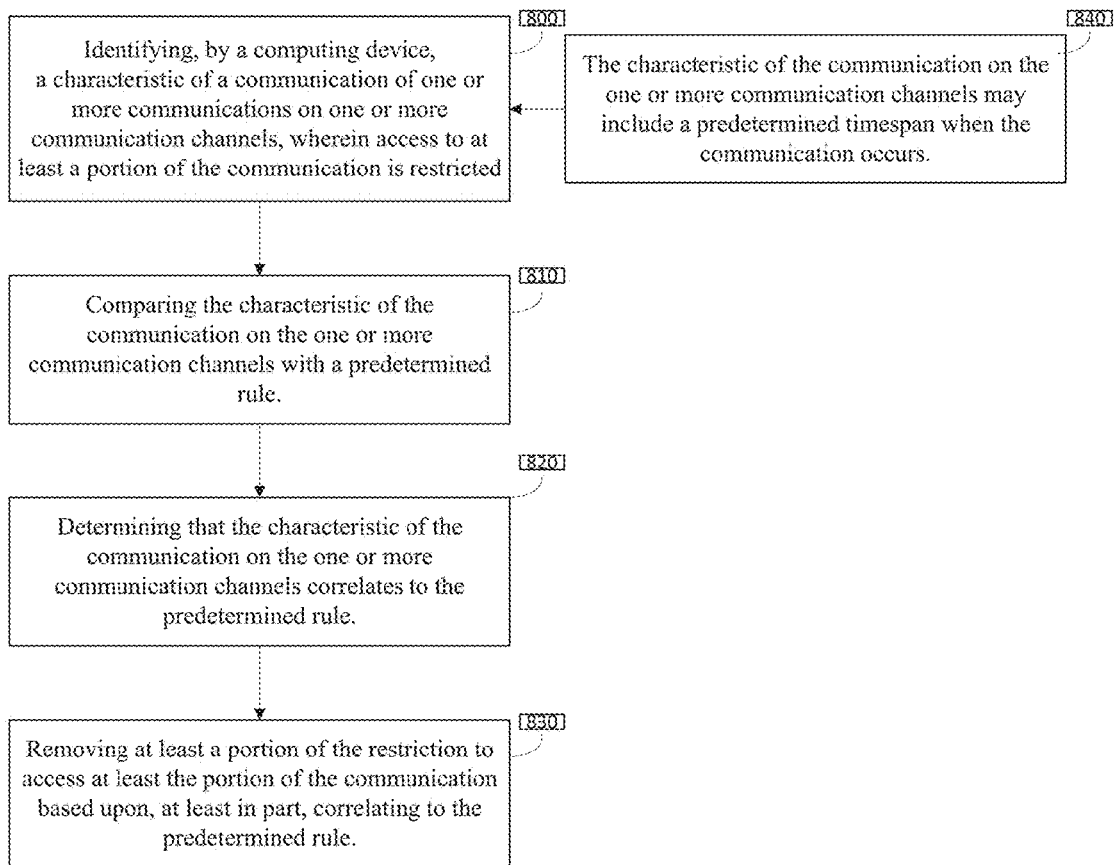 800
Identifying, by a computing device,
a characteristic of a communication of one or
more communications on one or more
communication channels, wherein access to at
least a portion of the communication is restricted
840
The characteristic of the communication on the
one or more communication channels may
include a predetermined timespan when the
communication occurs.
810
Comparing the characteristic of the
communication on the one or more
communication channels with a predetermined
rule.
820
Determining that the characteristic of the
communication on the one or more
communication channels correlates to the
predetermined rule.
830
Removing at least a portion of the restriction to
access at least the portion of the communication
based upon, at least in part, correlating to the
predetermined rule.